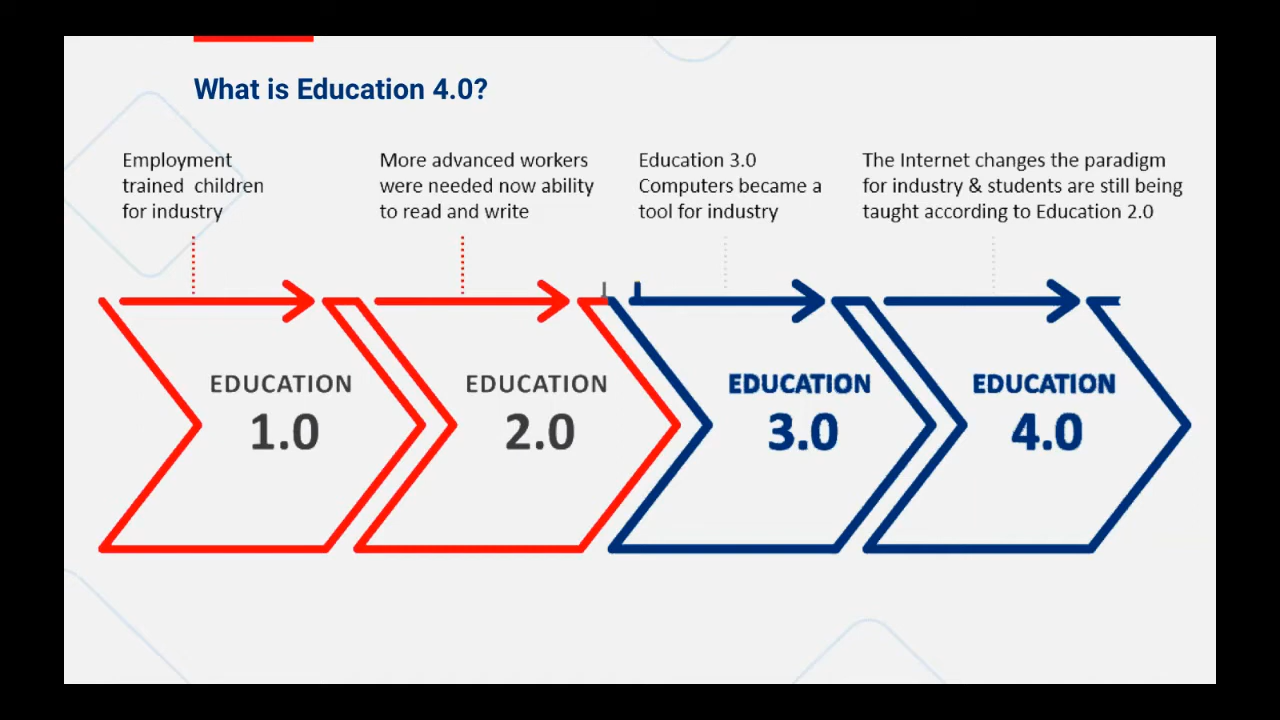 What is Education 4.0?
Employment
trained  children
for industry
More advanced workers
were needed now ability
to read and write
Education 3.0
Computers became a
tool for industry
The Internet changes the paradigm
for industry & students are still being
taught according to Education 2.0
EDUCATION
1.0
EDUCATION
2.0
EDUCATION
3.0
EDUCATION
4.0